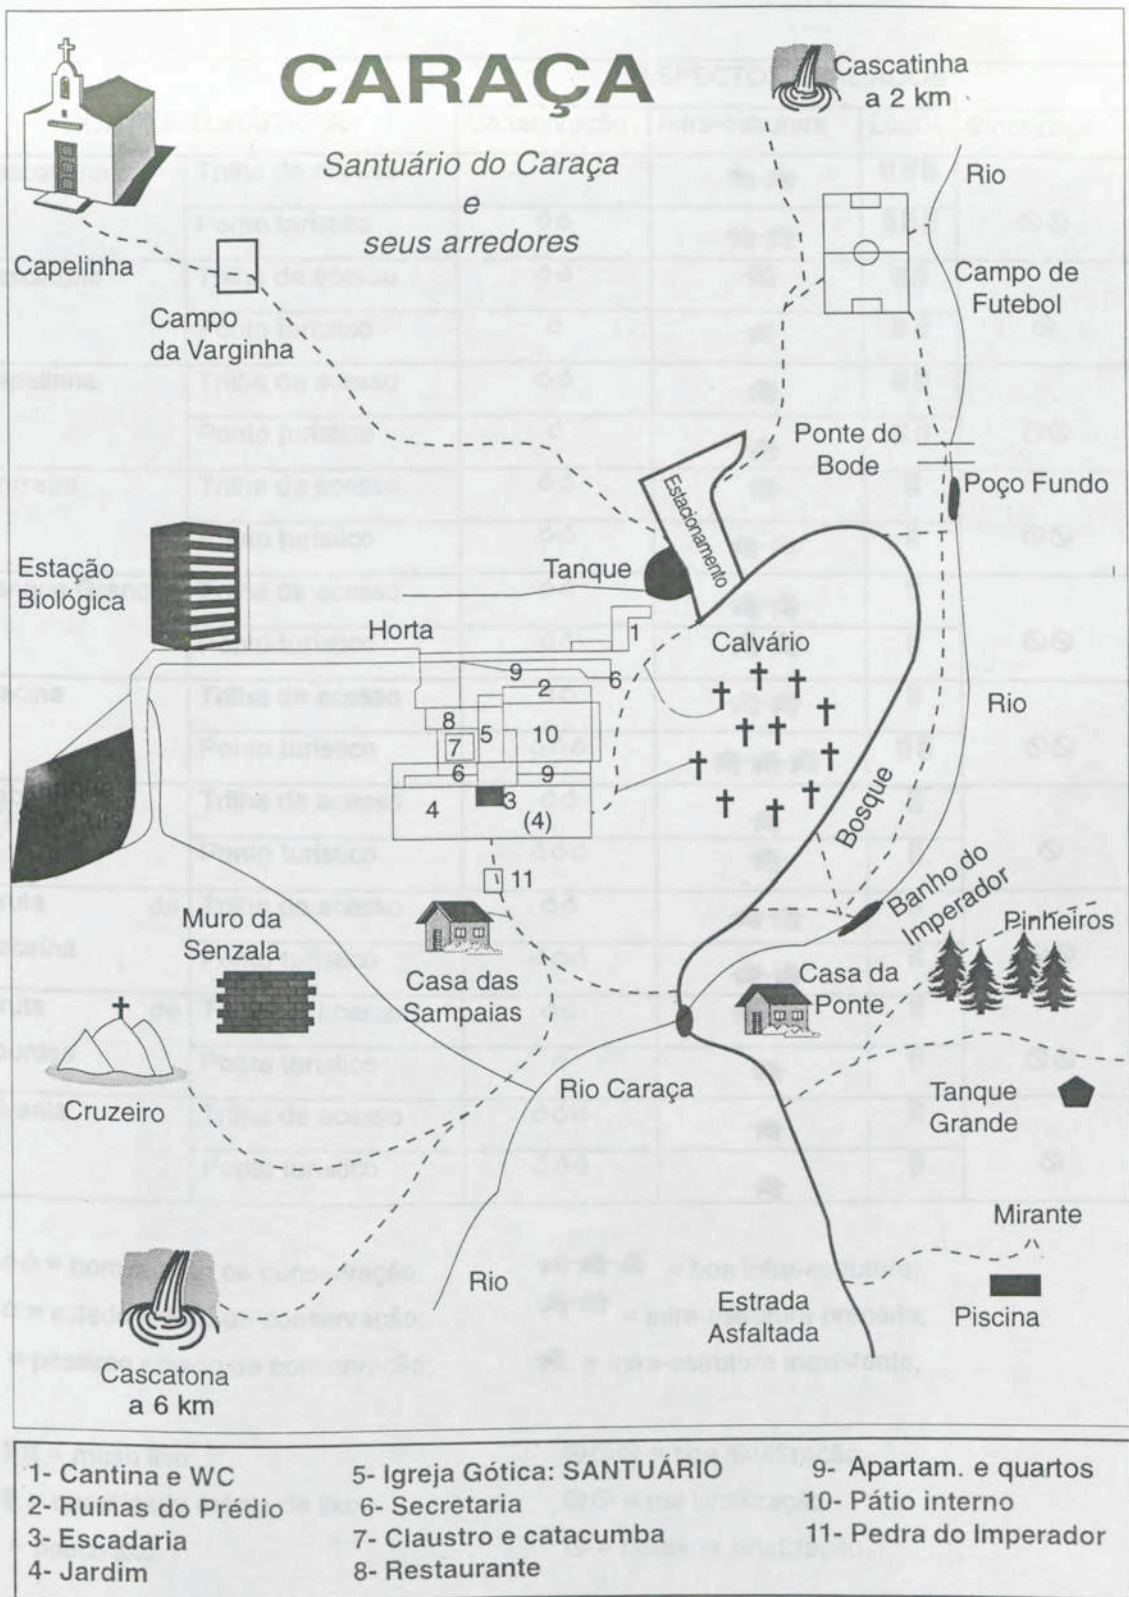 CARAÇA
Santuário do Caraça
e
seus arredores
Cascatinha
a 2 km
Rio
Capelinha
Campo de
Futebol
Campo
da Varginha
Ponte do
Bode
Poço Fundo
Estacionamento
Estação
Biológica
Tanque
Horta
1
Calvário
9
6
2
Rio
8
5
10
7
6
9
4
3
(4)
Bosque
11
Banho do
Imperador
Muro da
Senzala
Pinheiros
Casa das
Sampaias
Casa da
Ponte
Cruzeiro
Rio Caraça
Tanque
Grande
Mirante
Rio
Estrada
Asfaltada
Piscina
Cascatona
a 6 km
1- Cantina e WC
2- Ruinas do Prédio
3- Escadaria
4- Jardim
5- Igreja Gótica: SANTUÁRIO
6- Secretaria
7- Claustro e catacumba
8- Restaurante
9- Apartam. e quartos
10- Pátio interno
11- Pedra do Imperador